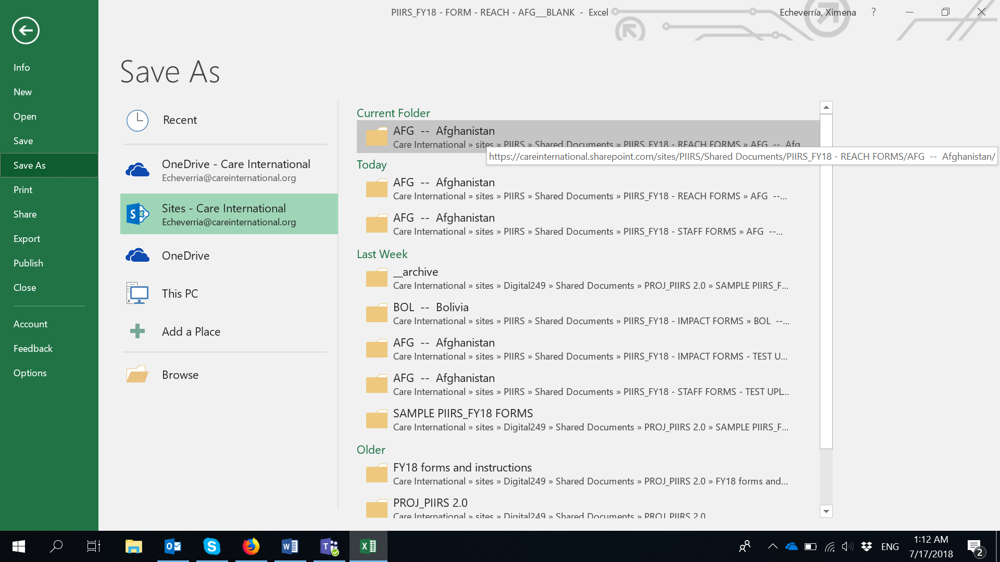 PIIRS_FY18 - FORM - REACH - AFG__BLANK - Excel
Echeverría, Ximena
?
Info
New
Open
Save
Save As
Print
Share
Export
Publish
Close
Account
Feedback
Options
Save As
Recent
OneDrive - Care International
Echeverria@careinternational.org
Sites - Care International
Echeverria@careinternational.org
OneDrive
This PC
Add a Place
Browse
Current Folder
AFG -- Afghanistan
Care International » sites » PIIRS » Shared Documents » PIIRS_FY18 - REACH FORMS » AFG -- Afg
https://careinternational.sharepoint.com/sites/PIIRS/Shared Documents/PIIRS_FY18 - REACH FORMS/AFG -- Afghanistan/
Today
AFG -- Afghanistan
Care International » sites » PIIRS » Shared Documents » PIIRS_FY18 - REACH FORMS » AFG --...
AFG -- Afghanistan
Care International » sites » PIIRS » Shared Documents » PIIRS_FY18 - STAFF FORMS » AFG --...
Last Week
__archive
Care International » sites » Digital249 » Shared Documents » PROJ_PIIRS 2.0 » SAMPLE PIIRS_F...
BOL -- Bolivia
Care International » sites » PIIRS » Shared Documents » PIIRS_FY18 - IMPACT FORMS » BOL --...
AFG -- Afghanistan
Care International » sites » PIIRS » Shared Documents » PIIRS_FY18 - IMPACT FORMS - TEST U...
AFG -- Afghanistan
Care International » sites » PIIRS » Shared Documents » PIIRS_FY18 - STAFF FORMS - TEST UPL...
SAMPLE PIIRS_FY18 FORMS
Care International » sites » Digital249 » Shared Documents » PROJ_PIIRS 2.0 » SAMPLE PIIRS_F...
Older
FY18 forms and instructions
Care International » sites » Digital249 » Shared Documents » PROJ_PIIRS 2.0 » FY18 forms and...
PROJ_PIIRS 2.0
Care International » sites » Digital249 » Shared Documents » PROJ_PIIRS 2.0
ENG
1:12 AM
7/17/2018
2